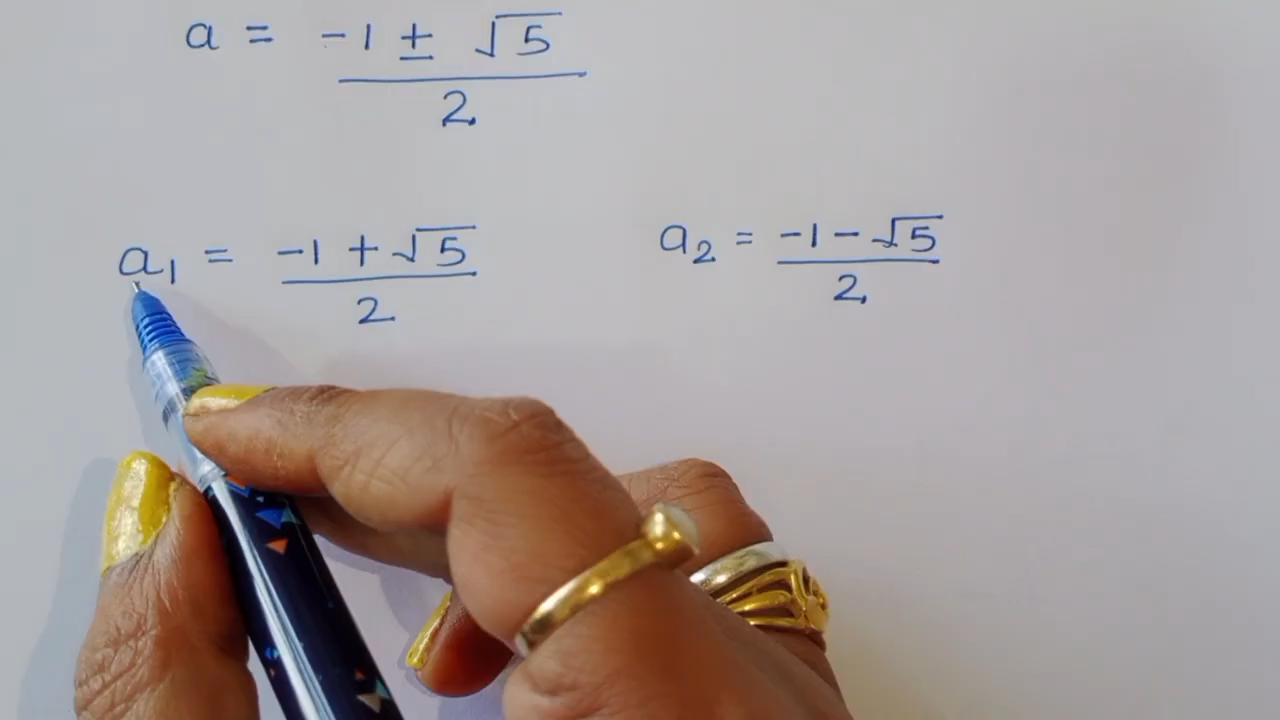 a = (-1 ± √5)/2
a₁ = (-1 + √5)/2
a₂ = (-1 - √5)/2